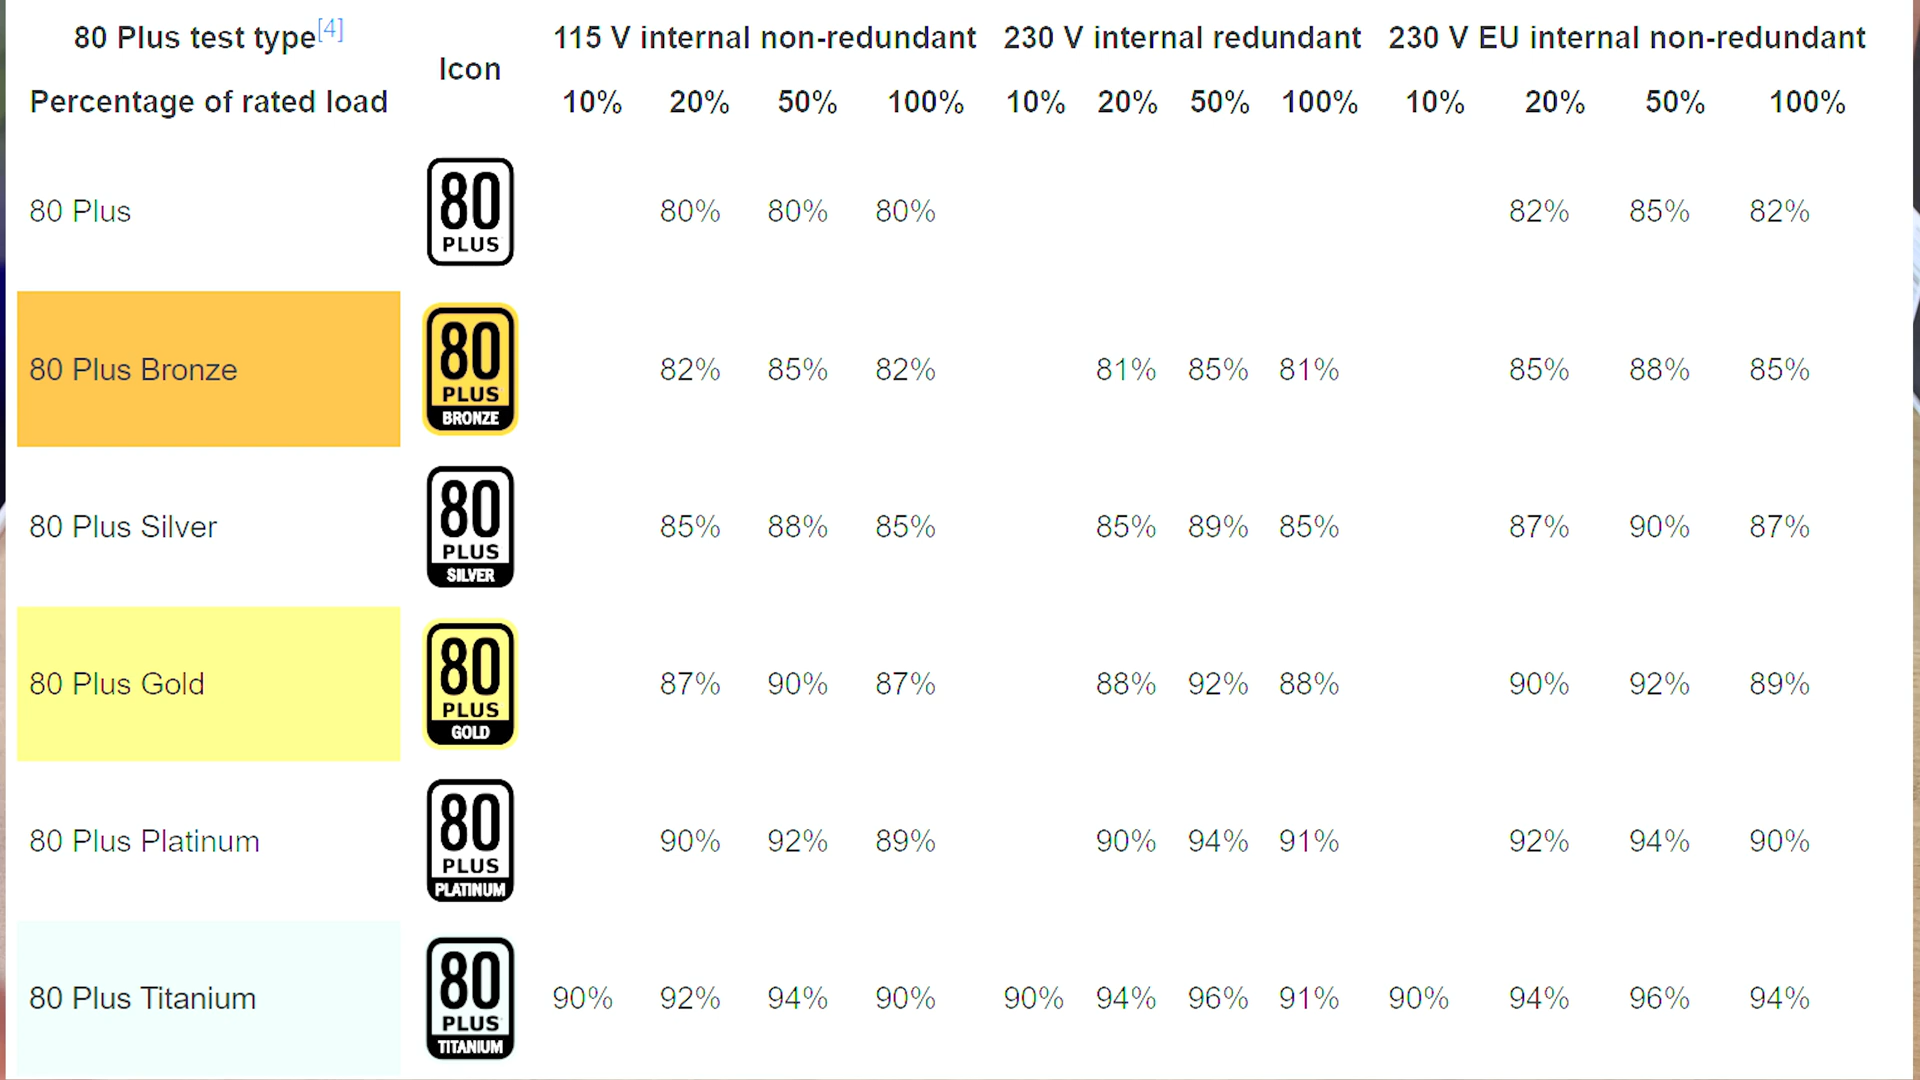 80 Plus test type[4] Icon 115 V internal non-redundant 230 V internal redundant 230 V EU internal non-redundant
Percentage of rated load 10% 20% 50% 100% 10% 20% 50% 100% 10% 20% 50% 100%
80 Plus 80 PLUS 80% 80% 80% 82% 85% 82%
80 Plus Bronze 80 PLUS BRONZE 82% 85% 82% 81% 85% 81% 85% 88% 85%
80 Plus Silver 80 PLUS SILVER 85% 88% 85% 85% 89% 85% 87% 90% 87%
80 Plus Gold 80 PLUS GOLD 87% 90% 87% 88% 92% 88% 90% 92% 89%
80 Plus Platinum 80 PLUS PLATINUM 90% 92% 89% 90% 94% 91% 92% 94% 90%
80 Plus Titanium 80 PLUS TITANIUM 90% 92% 94% 90% 90% 94% 96% 91% 90% 94% 96% 94%